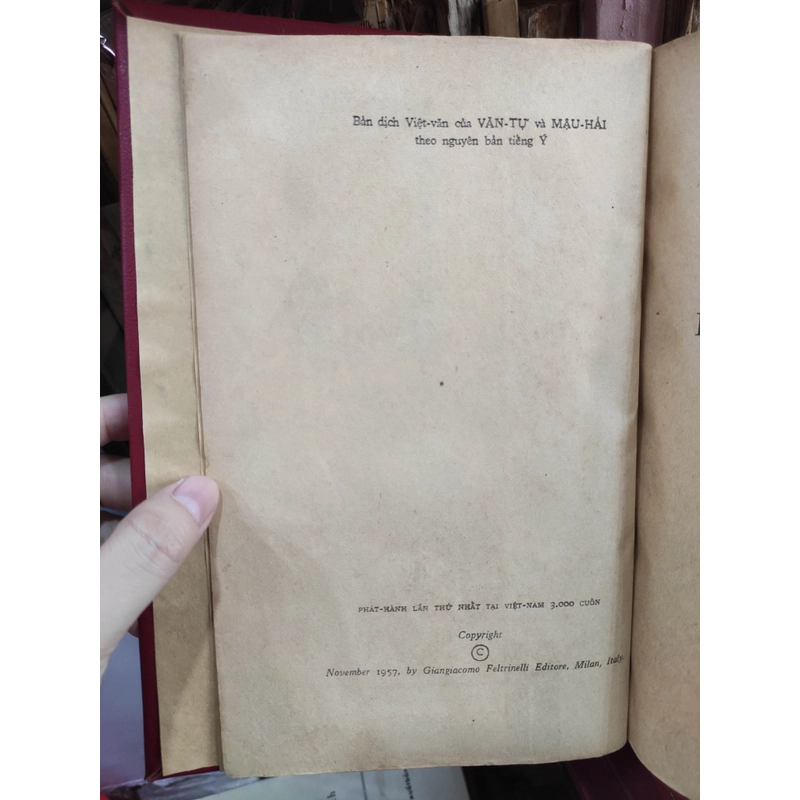 Bản dịch Việt-văn của VĂN-TỰ và MẬU-HẢI
theo nguyên bản tiếng Ý
PHÁT-HÀNH LẦN THỨ NHẤT TẠI VIỆT-NAM 3.000 CUỐN
Copyright
©
November 1957, by Giangiacomo Feltrinelli Editore, Milan, Italy.